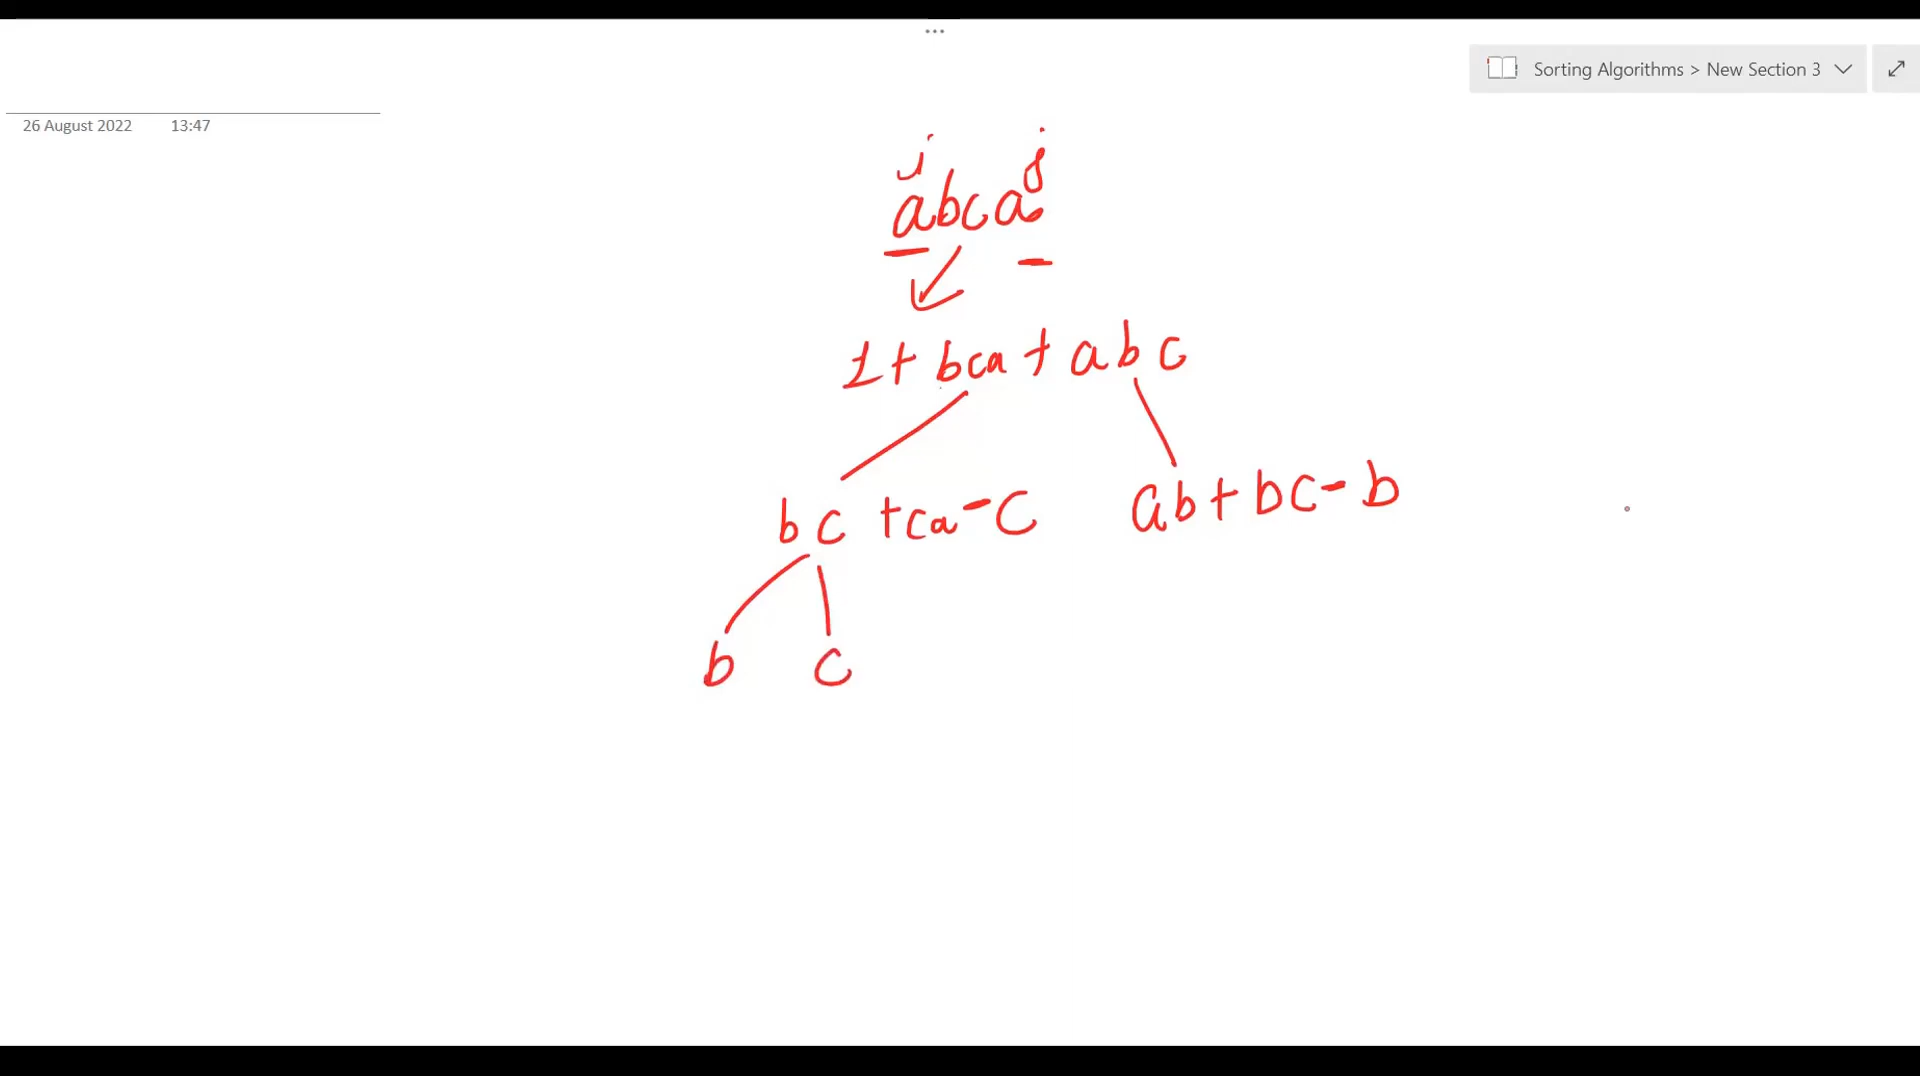 ...
Sorting Algorithms > New Section 3
26 August 2022 13:47
i j
abca
1+ bca + abc
bc +ca-c ab+bc-b
b c